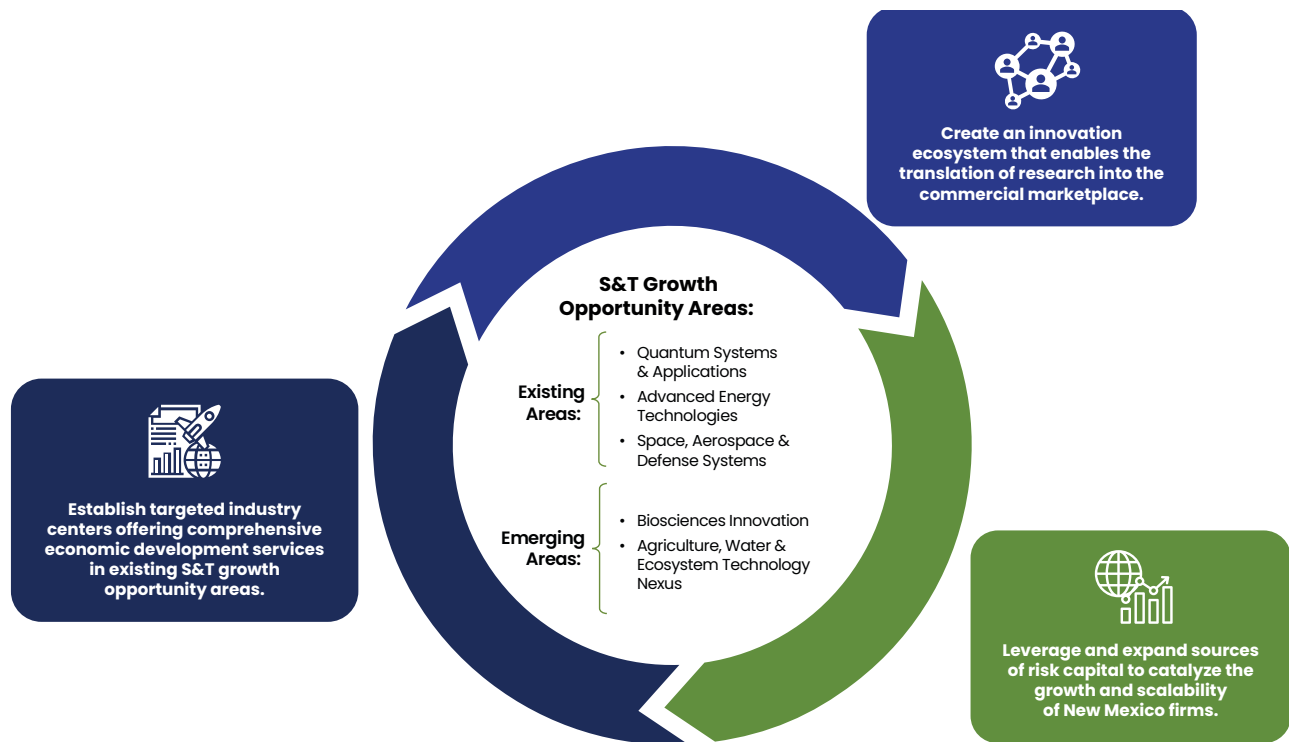 Create an innovation
ecosystem that enables the
translation of research into the
commercial marketplace.
S&T Growth
Opportunity Areas:
Existing
Areas:
• Quantum Systems
& Applications
• Advanced Energy
Technologies
• Space, Aerospace &
Defense Systems
Emerging
Areas:
• Biosciences Innovation
• Agriculture, Water &
Ecosystem Technology
Nexus
Establish targeted industry
centers offering comprehensive
economic development services
in existing S&T growth
opportunity areas.
Leverage and expand sources
of risk capital to catalyze the
growth and scalability
of New Mexico firms.